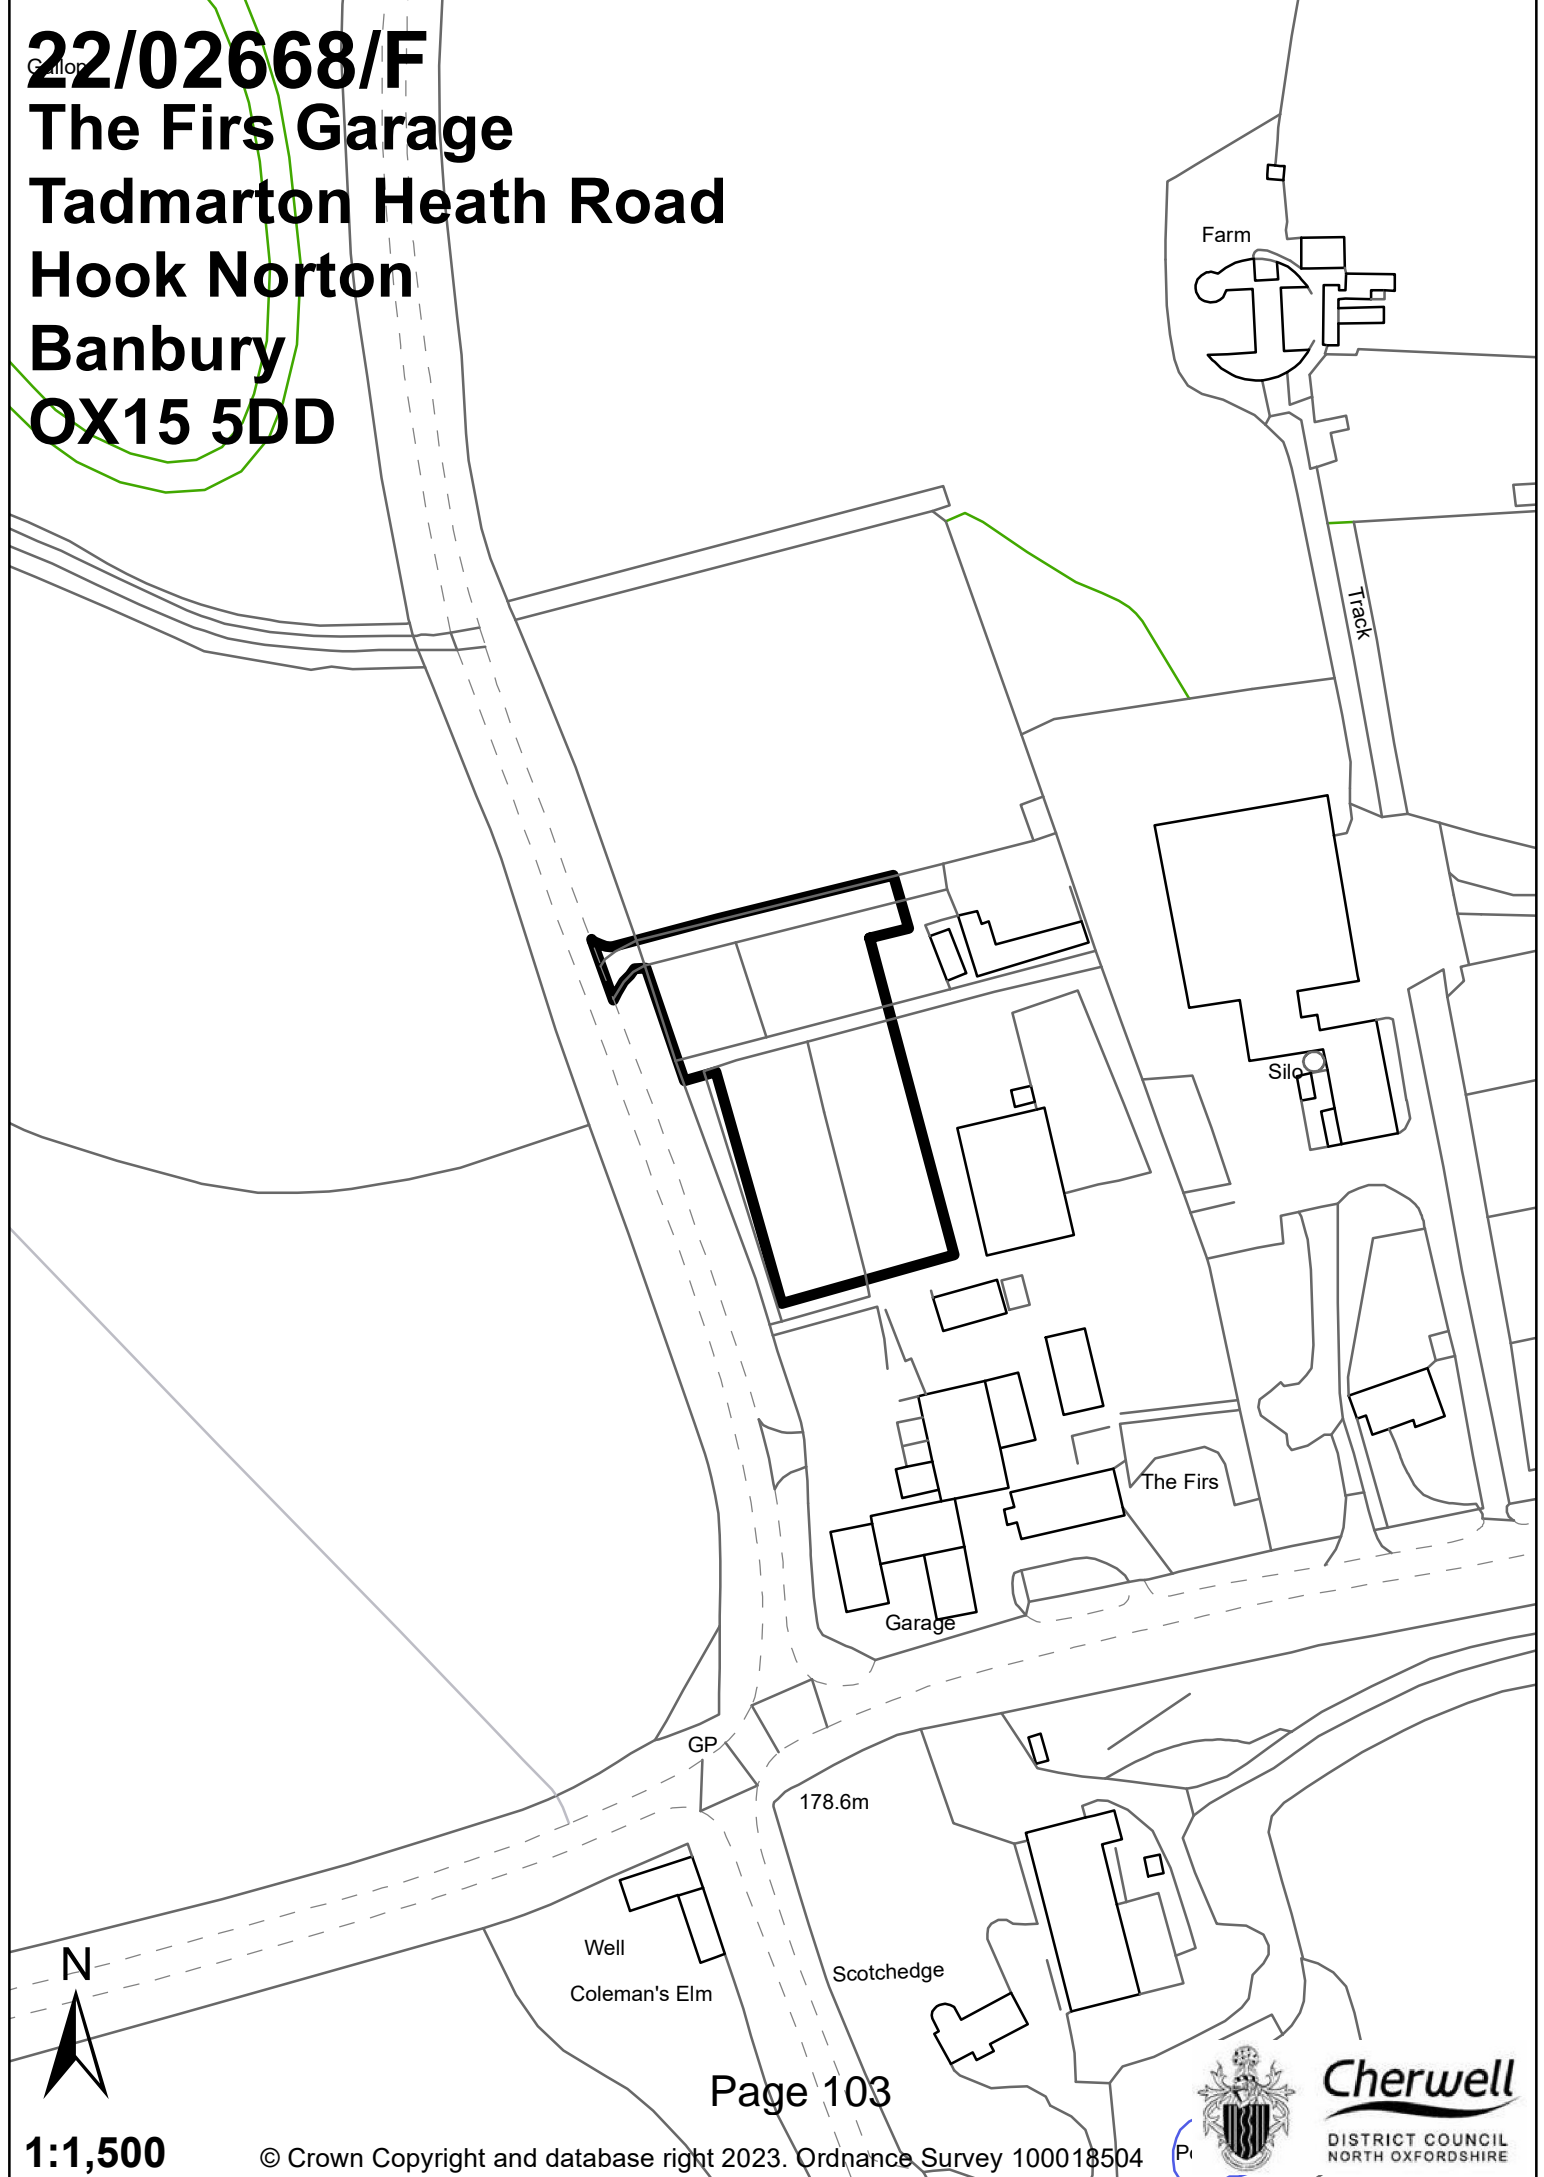 22/02668/F
The Firs Garage
Tadmarton Heath Road
Hook Norton
Banbury
OX15 5DD
Farm
Track
Silo
The Firs
Garage
GP
178.6m
Well
Coleman's Elm
Scotchedge
N
Page 103
1:1,500
© Crown Copyright and database right 2023. Ordnance Survey 100018504
Cherwell
DISTRICT COUNCIL
NORTH OXFORDSHIRE